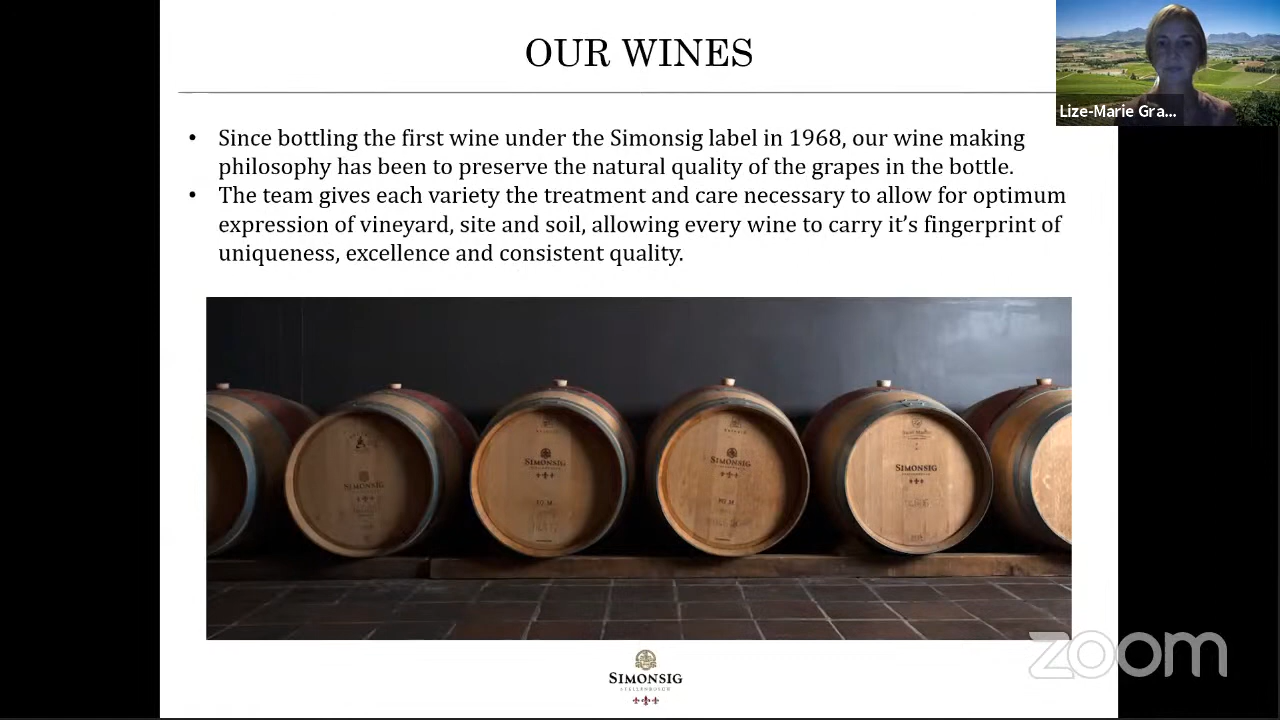 OUR WINES
Lize-Marie Gra...
• Since bottling the first wine under the Simonsig label in 1968, our wine making
philosophy has been to preserve the natural quality of the grapes in the bottle.
• The team gives each variety the treatment and care necessary to allow for optimum
expression of vineyard, site and soil, allowing every wine to carry it’s fingerprint of
uniqueness, excellence and consistent quality.
SIMONSIG
SIMONSIG
SIMONSIG
SIMONSIG
zoom
SIMONSIG
STELLENBOSCH